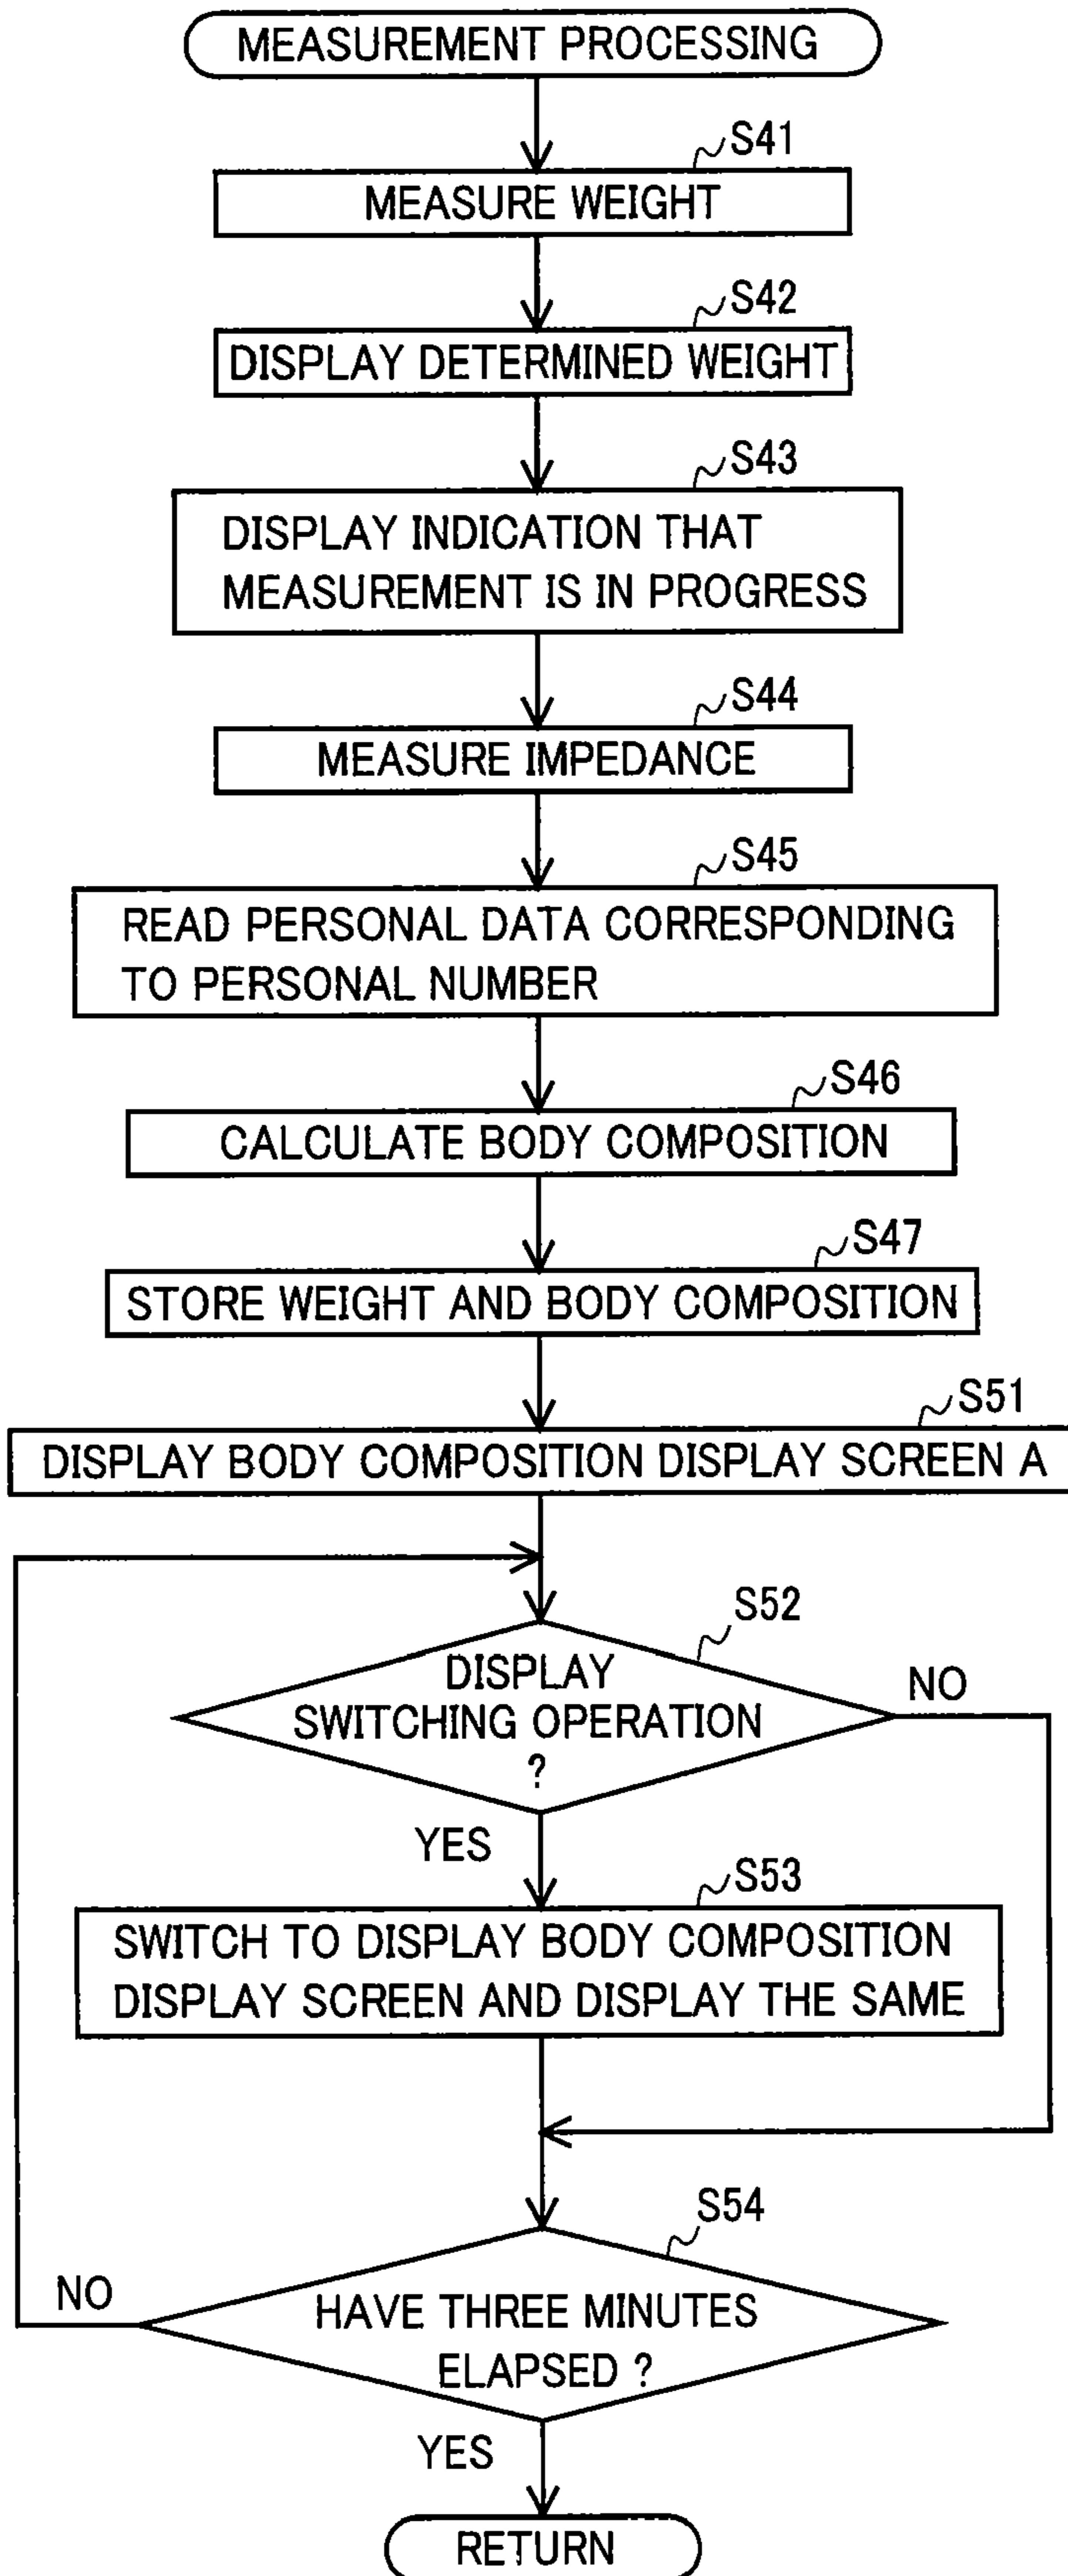 MEASUREMENT PROCESSING
S41
MEASURE WEIGHT
S42
DISPLAY DETERMINED WEIGHT
S43
DISPLAY INDICATION THAT
MEASUREMENT IS IN PROGRESS
S44
MEASURE IMPEDANCE
S45
READ PERSONAL DATA CORRESPONDING
TO PERSONAL NUMBER
S46
CALCULATE BODY COMPOSITION
S47
STORE WEIGHT AND BODY COMPOSITION
S51
DISPLAY BODY COMPOSITION DISPLAY SCREEN A
S52
DISPLAY
SWITCHING OPERATION
?
NO
YES
S53
SWITCH TO DISPLAY BODY COMPOSITION
DISPLAY SCREEN AND DISPLAY THE SAME
S54
HAVE THREE MINUTES
ELAPSED ?
NO
YES
RETURN